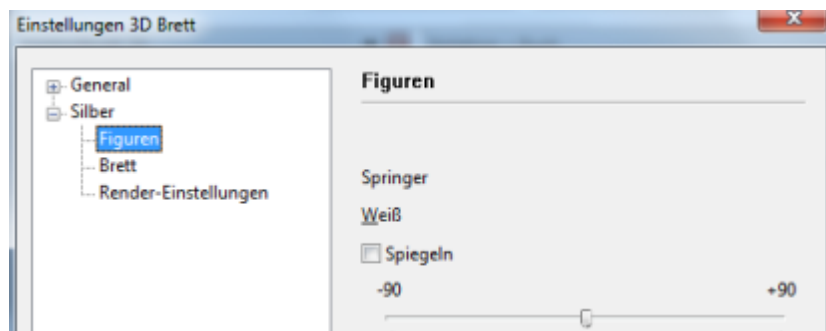 Einstellungen 3D Brett
General
Silber
Figuren
Brett
Render-Einstellungen
Figuren
Springer
Weiß
Spiegeln
-90 +90